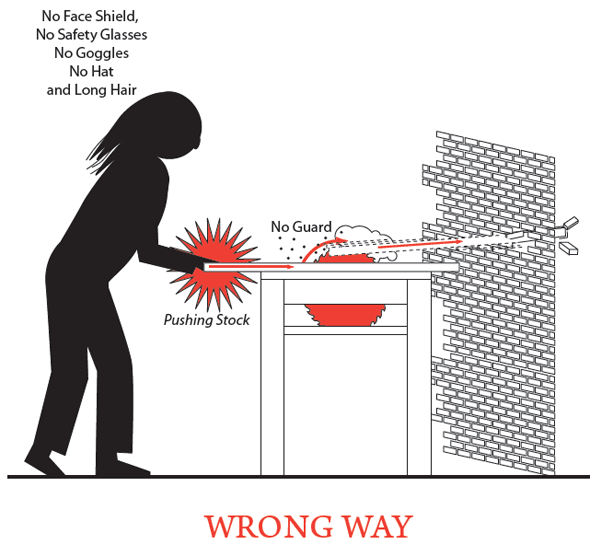 No Face Shield,
No Safety Glasses
No Goggles
No Hat
and Long Hair
No Guard
Pushing Stock
WRONG WAY